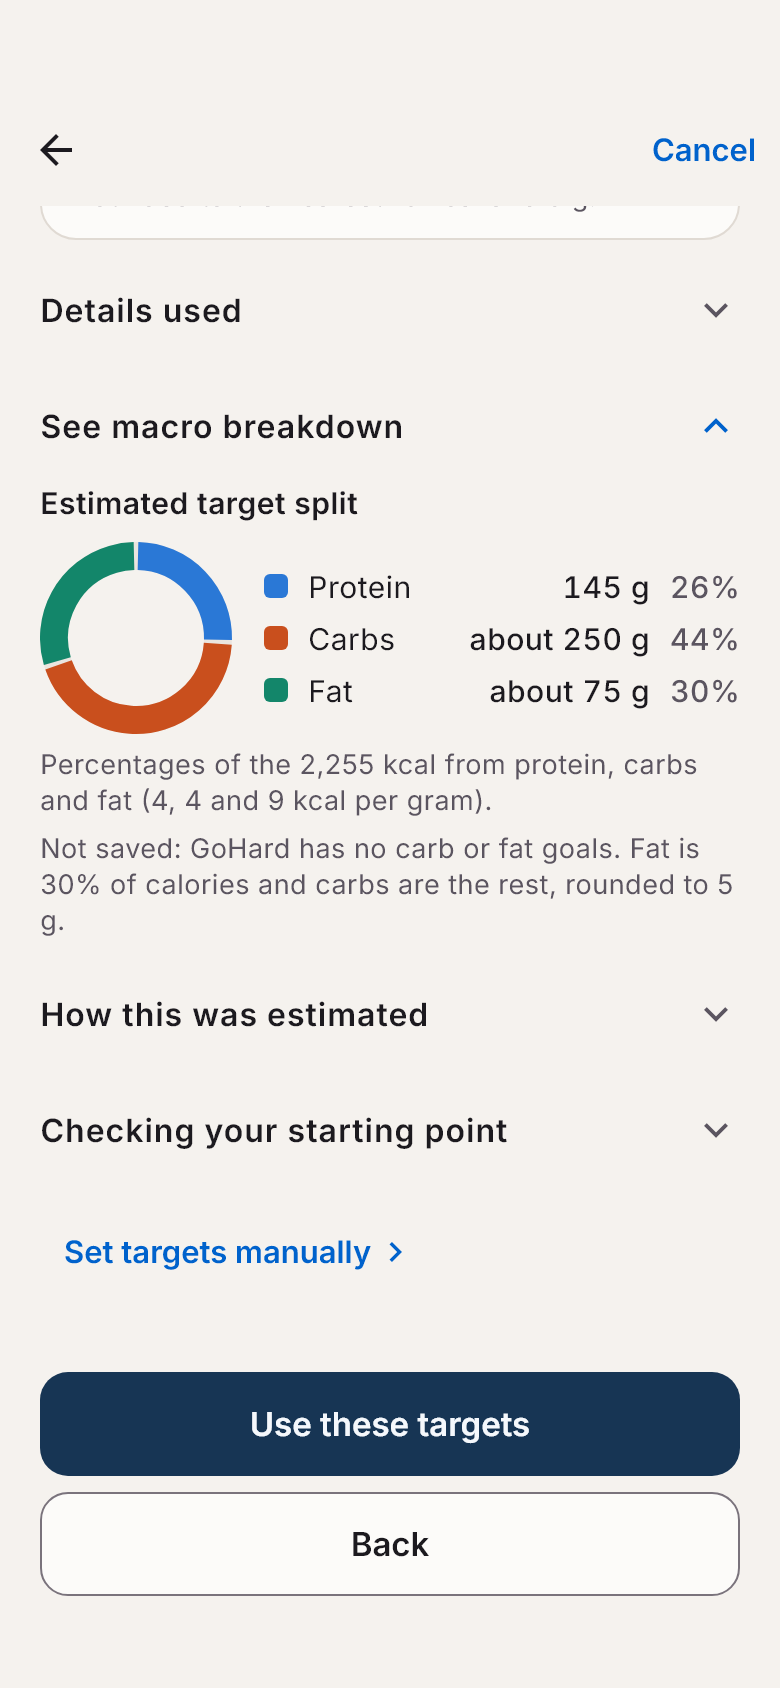 Cancel
Details used
See macro breakdown
Estimated target split
Protein 145 g 26%
Carbs about 250 g 44%
Fat about 75 g 30%
Percentages of the 2,255 kcal from protein, carbs
and fat (4, 4 and 9 kcal per gram).
Not saved: GoHard has no carb or fat goals. Fat is
30% of calories and carbs are the rest, rounded to 5
g.
How this was estimated
Checking your starting point
Set targets manually
Use these targets
Back